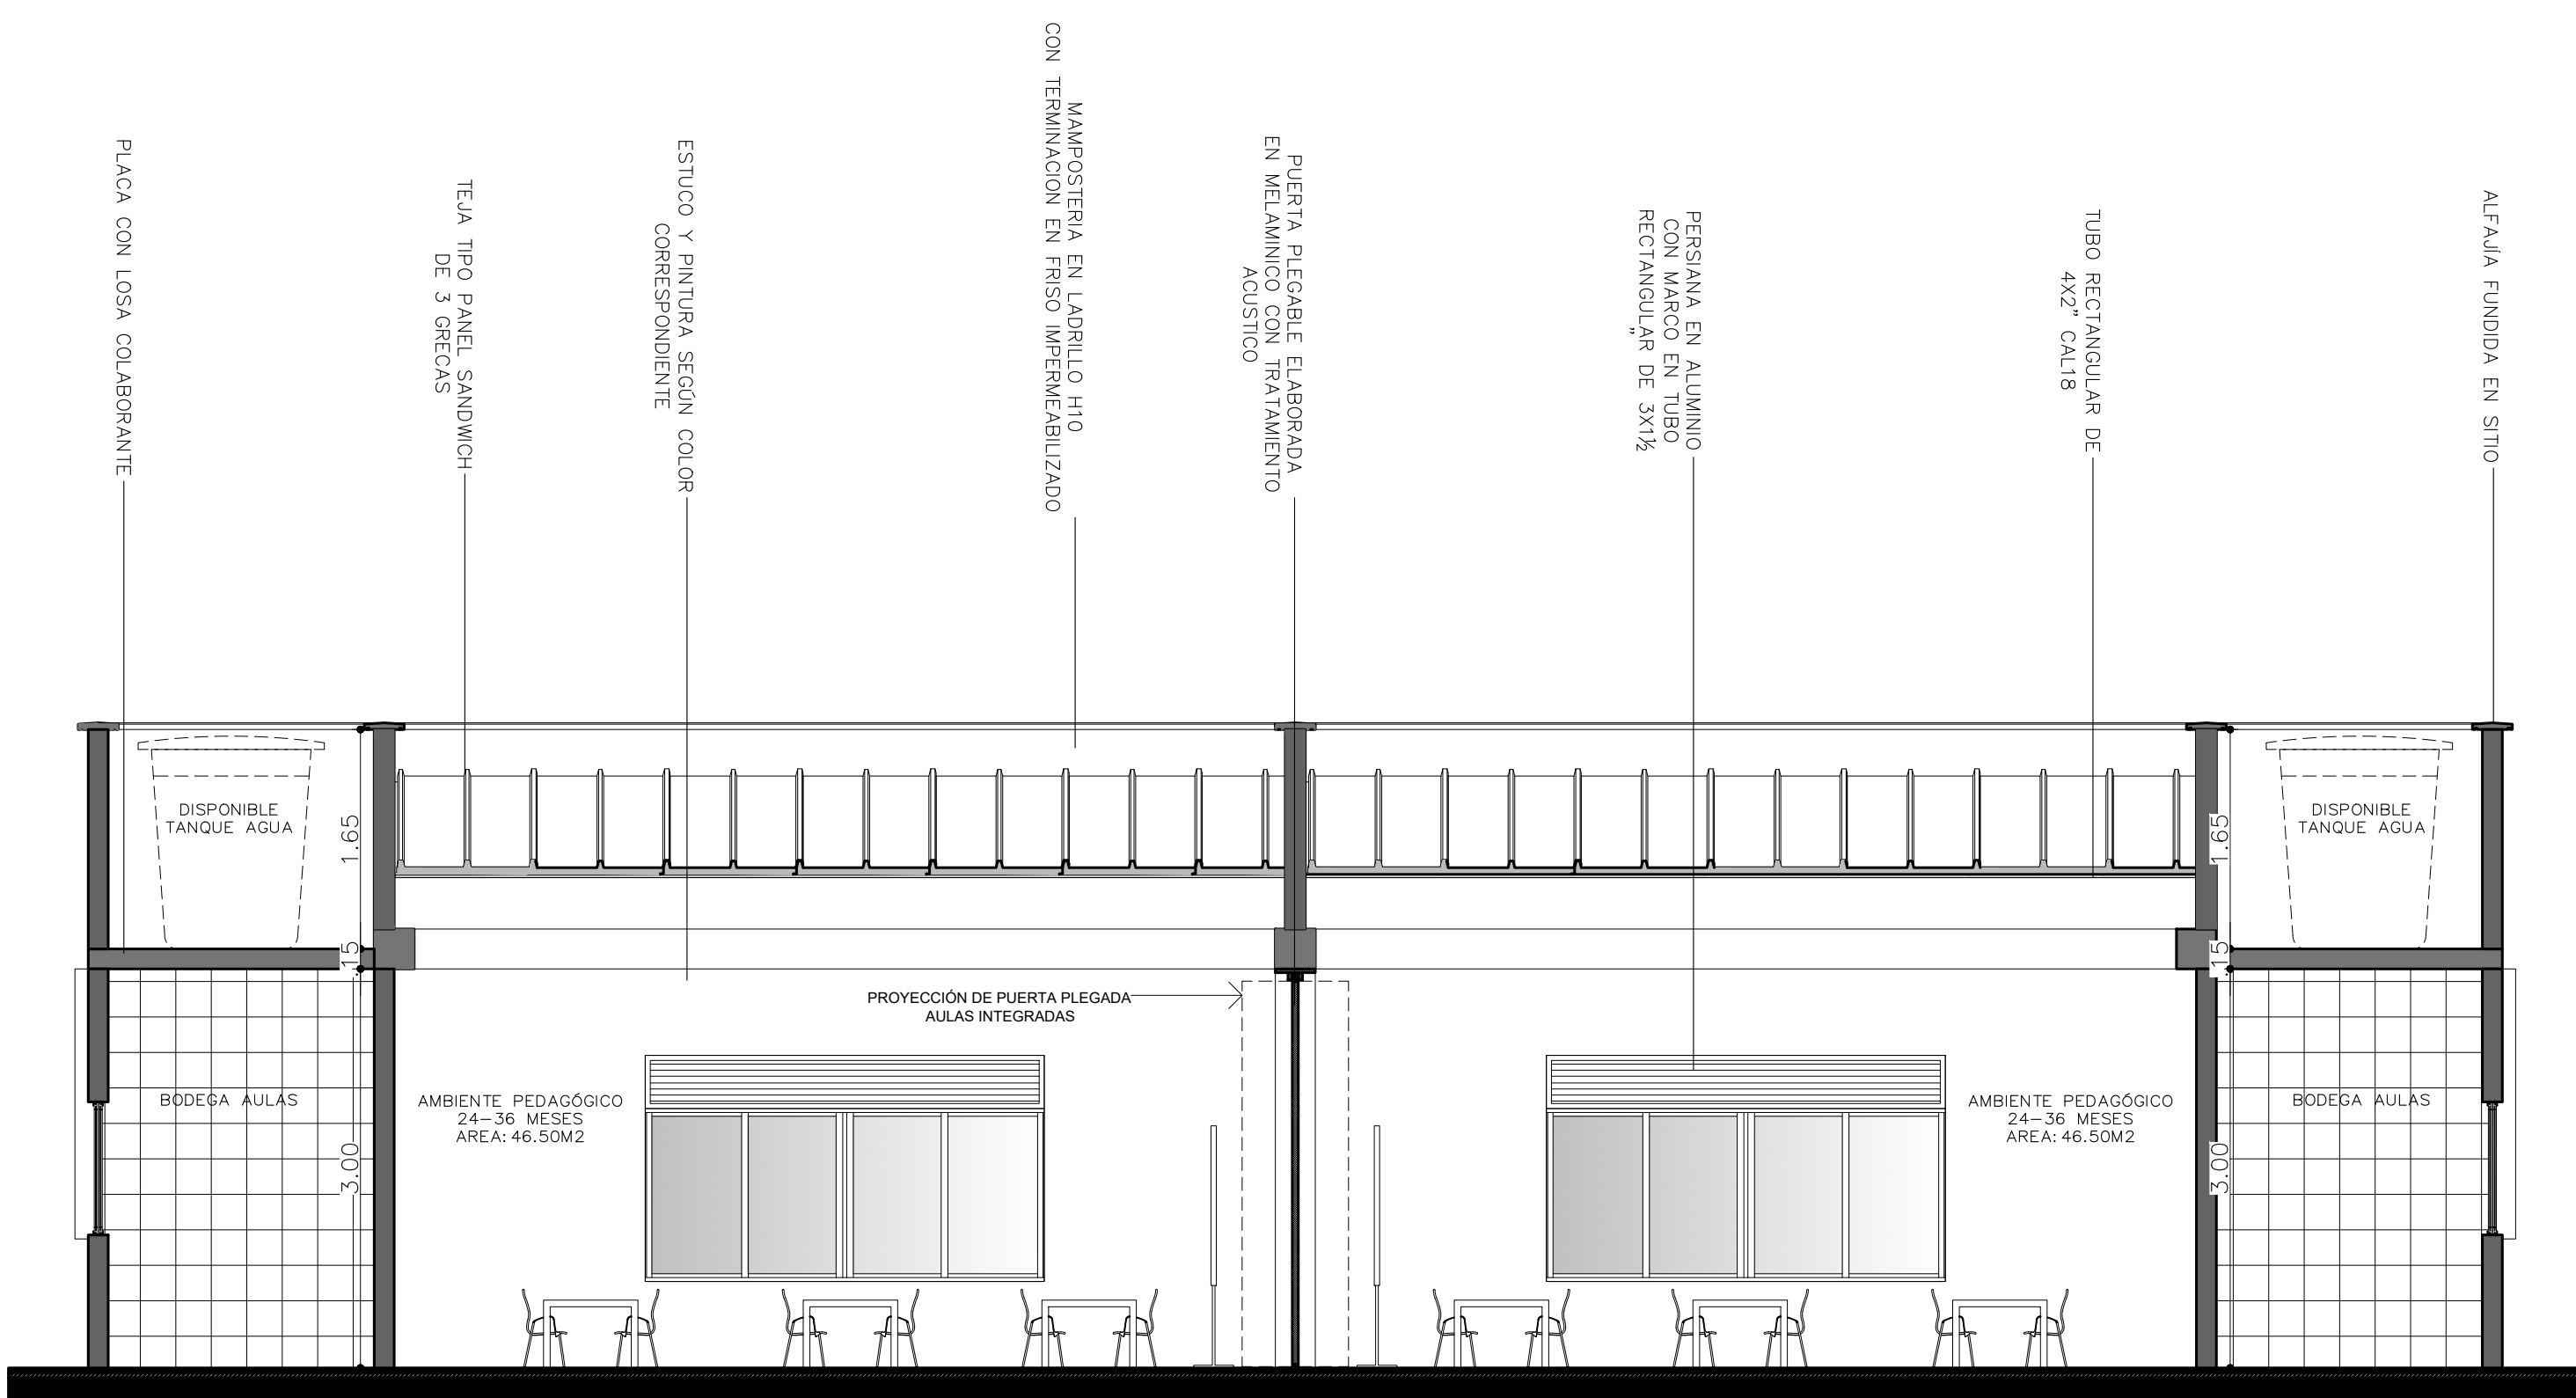 PLACA CON LOSA COLABORANTE
TEJA TIPO PANEL SANDWICH
DE 3 GRECAS
ESTUCO Y PINTURA SEGÚN COLOR
CORRESPONDIENTE
MAMPOSTERIA EN LADRILLO H10
CON TERMINACION EN FRISO IMPERMEABILIZADO
PUERTA PLEGABLE ELABORADA
EN MELAMINICO CON TRATAMIENTO
ACUSTICO
PERSIANA EN ALUMINIO
CON MARCO EN TUBO
RECTANGULAR DE 3X1½
"
TUBO RECTANGULAR DE
4X2" CAL18
ALFAJÍA FUNDIDA EN SITIO
DISPONIBLE
TANQUE AGUA
1.65
.15
3.00
BODEGA AULAS
AMBIENTE PEDAGÓGICO
24-36 MESES
AREA: 46.50M2
PROYECCIÓN DE PUERTA PLEGADA
AULAS INTEGRADAS
AMBIENTE PEDAGÓGICO
24-36 MESES
AREA: 46.50M2
1.65
.15
3.00
DISPONIBLE
TANQUE AGUA
BODEGA AULAS